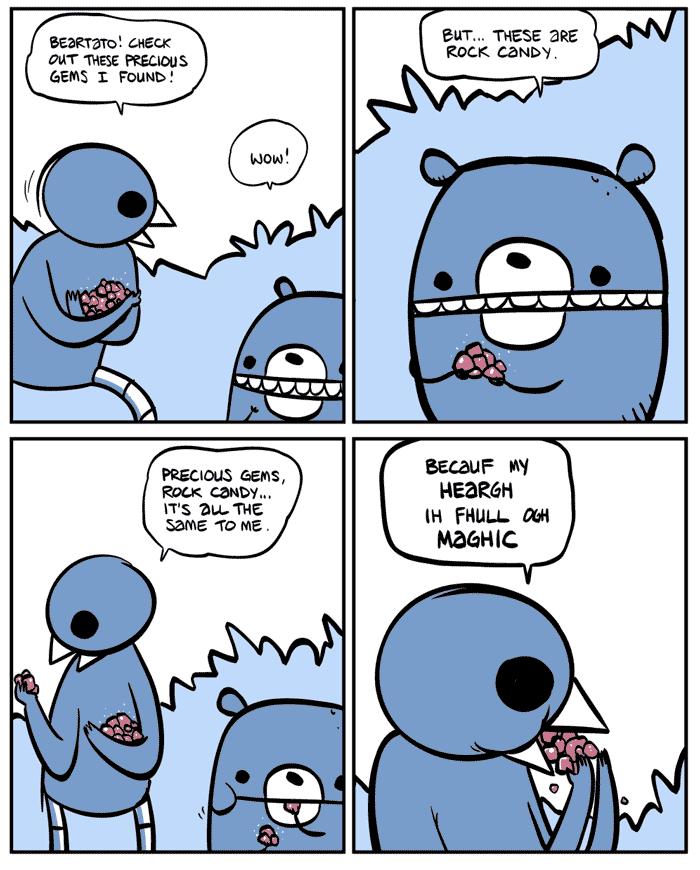 BEARTATO! CHECK
OUT THESE PRECIOUS
GEMS I FOUND!
WOW!
BUT... THESE ARE
ROCK CANDY.
PRECIOUS GEMS,
ROCK CANDY...
IT'S ALL THE
SAME TO ME.
BECAUF MY
HEARGH
IH FHULL OGH
MAGHIC